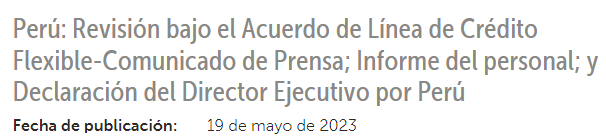 Perú: Revisión bajo el Acuerdo de Línea de Crédito
Flexible-Comunicado de Prensa; Informe del personal; y
Declaración del Director Ejecutivo por Perú
Fecha de publicación: 19 de mayo de 2023